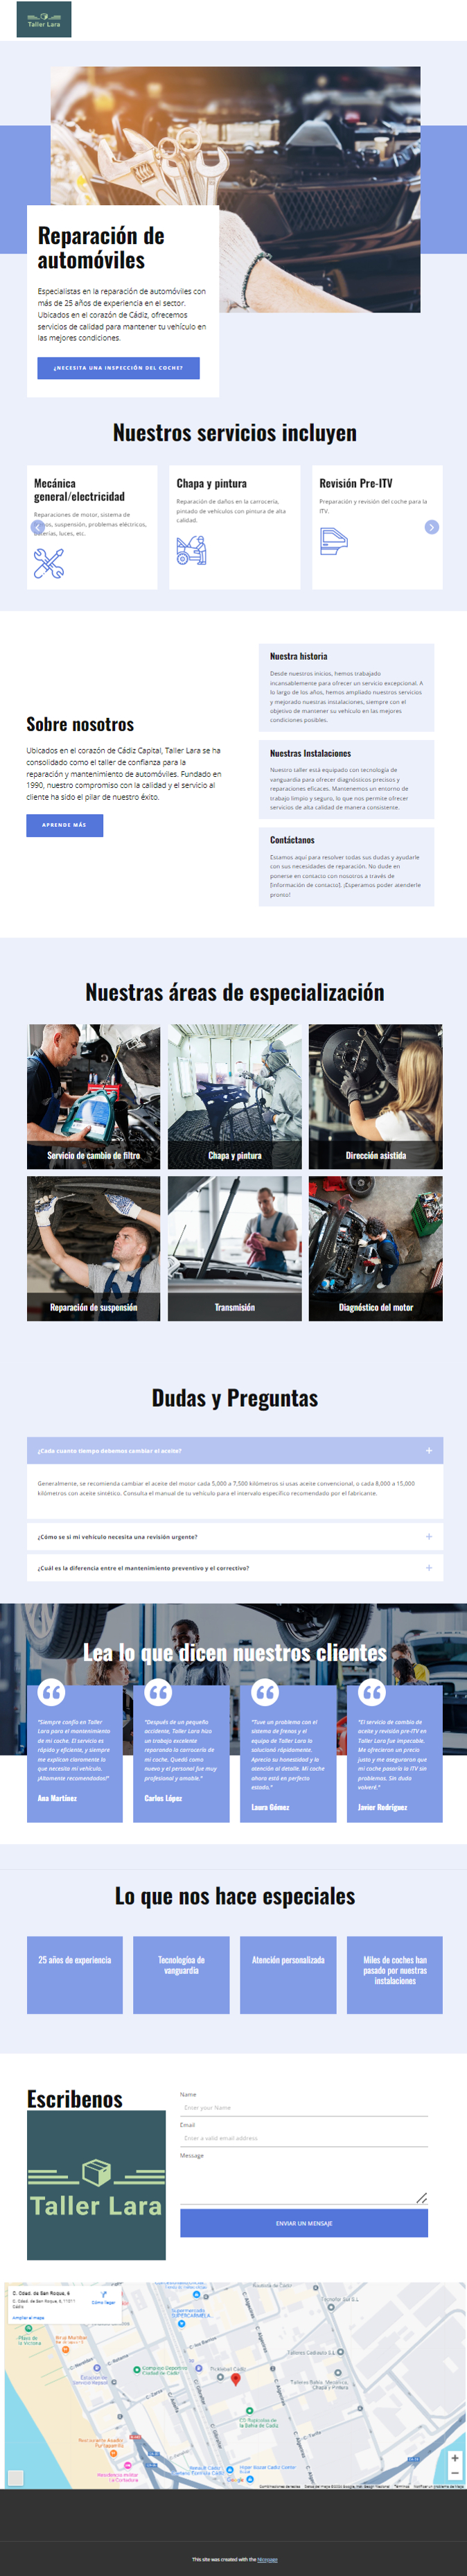 Taller Lara
Reparación de
automóviles
Especialistas en la reparación de automóviles con
más de 25 años de experiencia en el sector.
Ubicados en el corazón de Cádiz, ofrecemos
servicios de calidad para mantener tu vehículo en
las mejores condiciones.
¿NECESITA UNA INSPECCIÓN DEL COCHE?
Nuestros servicios incluyen
Mecánica
general/electricidad
Reparaciones de motor, sistema de
suspensión, problemas eléctricos,
luces, etc.
Chapa y pintura
Reparación de daños en la carrocería,
pintado de vehículos con pintura de alta
calidad.
Revisión Pre-ITV
Preparación y revisión del coche para la
ITV.
Sobre nosotros
Ubicados en el corazón de Cádiz Capital, Taller Lara se ha
consolidado como el taller de confianza para la
reparación y mantenimiento de automóviles. Fundado en
1990, nuestro compromiso con la calidad y el servicio al
cliente ha sido el pilar de nuestro éxito.
APRENDE MÁS
Nuestra historia
Desde nuestros inicios, hemos trabajado
incansablemente para ofrecer un servicio excepcional. A
lo largo de los años, hemos ampliado nuestros servicios
y mejorado nuestras instalaciones, siempre con el
objetivo de mantener su vehículo en las mejores
condiciones posibles.
Nuestras Instalaciones
Nuestro taller está equipado con tecnología de
vanguardia para ofrecer diagnósticos precisos y
reparaciones eficaces. Mantenemos un entorno de
trabajo limpio y seguro, lo que nos permite ofrecer
servicios de alta calidad de manera consistente.
Contáctanos
Estamos aquí para resolver todas sus dudas y ayudarle
con sus necesidades de reparación. No dude en
ponerse en contacto con nosotros a través de
[información de contacto]. ¡Esperamos poder atenderle
pronto!
Nuestras áreas de especialización
Servicio de cambio de filtro
Chapa y pintura
Dirección asistida
Reparación de suspensión
Transmisión
Diagnóstico del motor
Dudas y Preguntas
¿Cada cuanto tiempo debemos cambiar el aceite?
Generalmente, se recomienda cambiar el aceite del motor cada 5,000 a 7,500 kilómetros si usas aceite convencional, o cada 8,000 a 15,000
kilómetros con aceite sintético. Consulta el manual de su vehículo para el intervalo específico recomendado por el fabricante.
¿Cómo se si mi vehículo necesita una revisión urgente?
¿Cuál es la diferencia entre el mantenimiento preventivo y el correctivo?
Lea lo que dicen nuestros clientes
"Siempre confío en Taller
Lara para el mantenimiento
de mi coche. El servicio es
rápido y eficiente, y siempre
me explican claramente lo
que necesita mi vehículo.
¡Altamente recomendados!"
Ana Martínez
"Después de un pequeño
accidente, Taller Lara hizo
un trabajo excelente
reparando la carrocería de
mi coche. Quedó como
nuevo y el personal fue muy
profesional y amable."
Carlos López
"Tuve un problema con el
sistema de frenos y el
equipo de Taller Lara lo
solucionó rápidamente.
Aprecio su honestidad y la
atención al detalle. Mi coche
ahora está en perfecto
estado."
Laura Gómez
"El servicio de cambio de
aceite y revisión pre-ITV en
Taller Lara fue impecable.
Me ofrecieron un precio
justo y me aseguraron que
mi coche pasaría la ITV sin
problemas. Sin duda
volveré."
Javier Rodríguez
Lo que nos hace especiales
25 años de experiencia
Tecnologíoa de
vanguardia
Atención personalizada
Miles de coches han
pasado por nuestras
instalaciones
Escribenos
Taller Lara
Name
Enter your Name
Email
Enter a valid email address
Message
ENVIAR UN MENSAJE
C. Cdad. de San Roque, 6
Cómo llegar
Cádiz
Ampliar el mapa
Playa de
la Victoria
Complejo Deportivo
Ciudad de Cádiz
Google
This site was created with the Nicepage